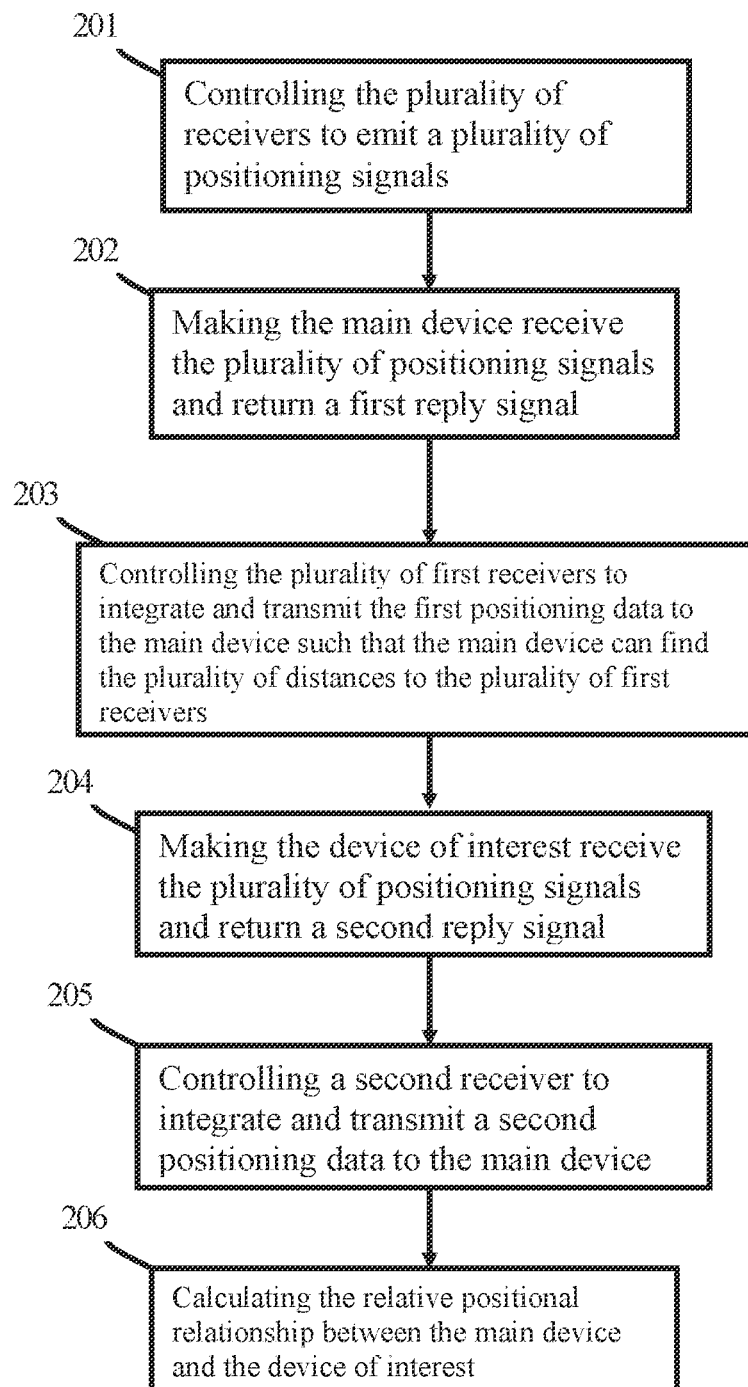 201
Controlling the plurality of
receivers to emit a plurality of
positioning signals
202
Making the main device receive
the plurality of positioning signals
and return a first reply signal
203
Controlling the plurality of first receivers to
integrate and transmit the first positioning data to
the main device such that the main device can find
the plurality of distances to the plurality of first
receivers
204
Making the device of interest receive
the plurality of positioning signals
and return a second reply signal
205
Controlling a second receiver to
integrate and transmit a second
positioning data to the main device
206
Calculating the relative positional
relationship between the main device
and the device of interest